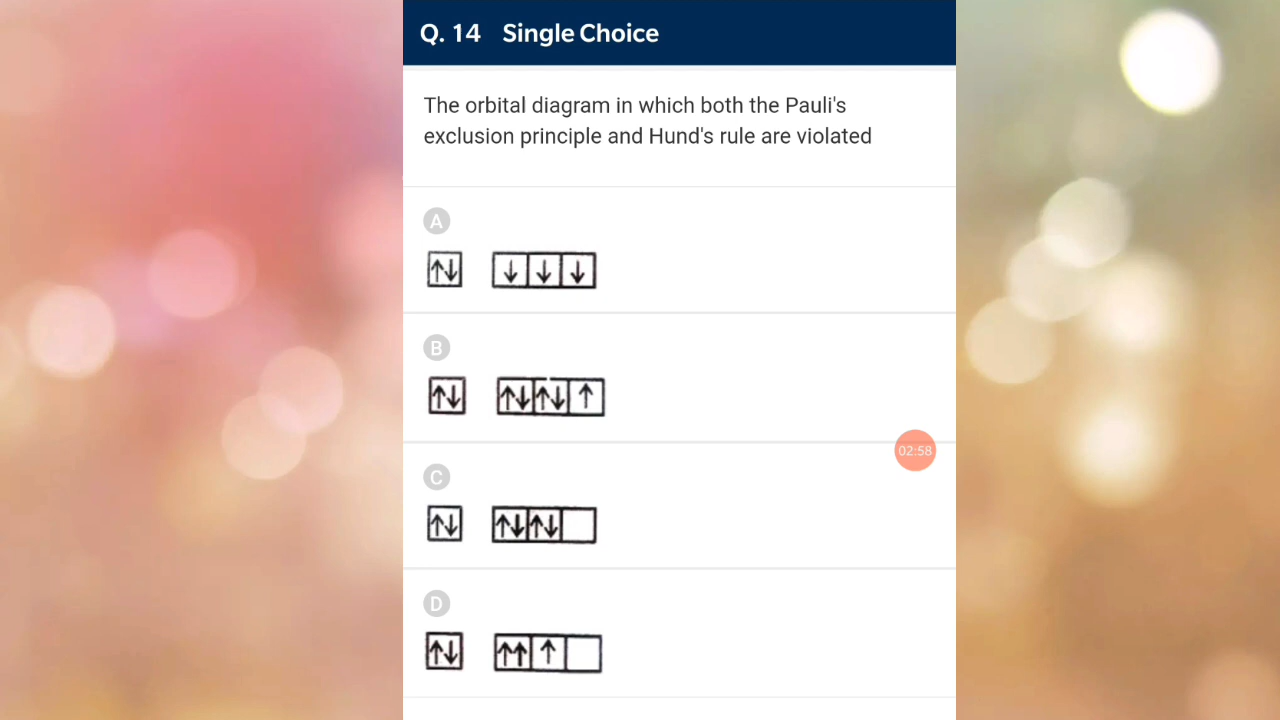 Q. 14 Single Choice
The orbital diagram in which both the Pauli's
exclusion principle and Hund's rule are violated
A
↑↓ ↓ ↓ ↓
B
↑↓ ↑↓ ↑↓ ↑
02:58
C
↑↓ ↑↓ ↑↓
D
↑↓ ↑↑ ↑